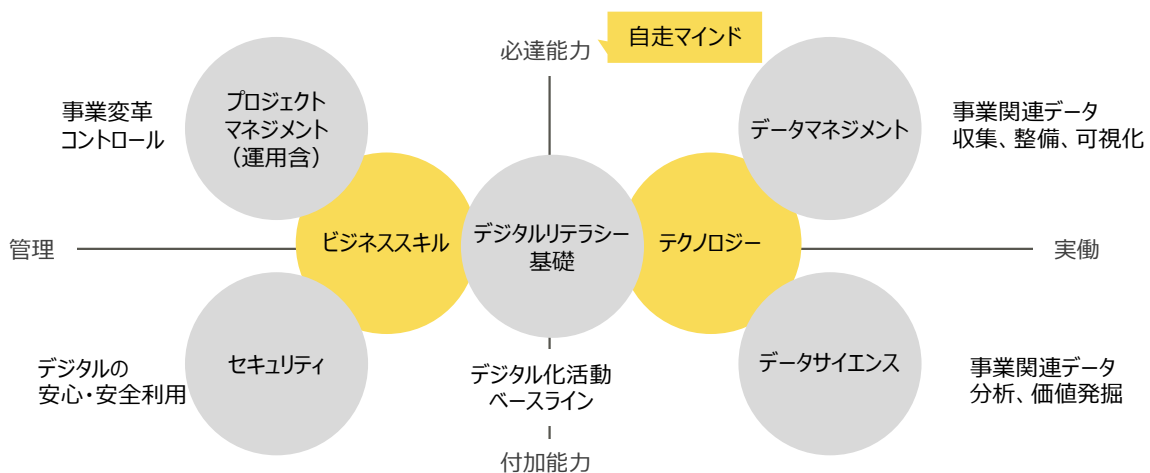 必達能力
自走マインド
事業変革
コントロール
プロジェクト
マネジメント
（運用含）
データマネジメント
事業関連データ
収集、整備、可視化
管理
ビジネススキル
デジタルリテラシー
基礎
テクノロジー
実働
デジタルの
安心・安全利用
セキュリティ
デジタル化活動
ベースライン
データサイエンス
事業関連データ
分析、価値発掘
付加能力